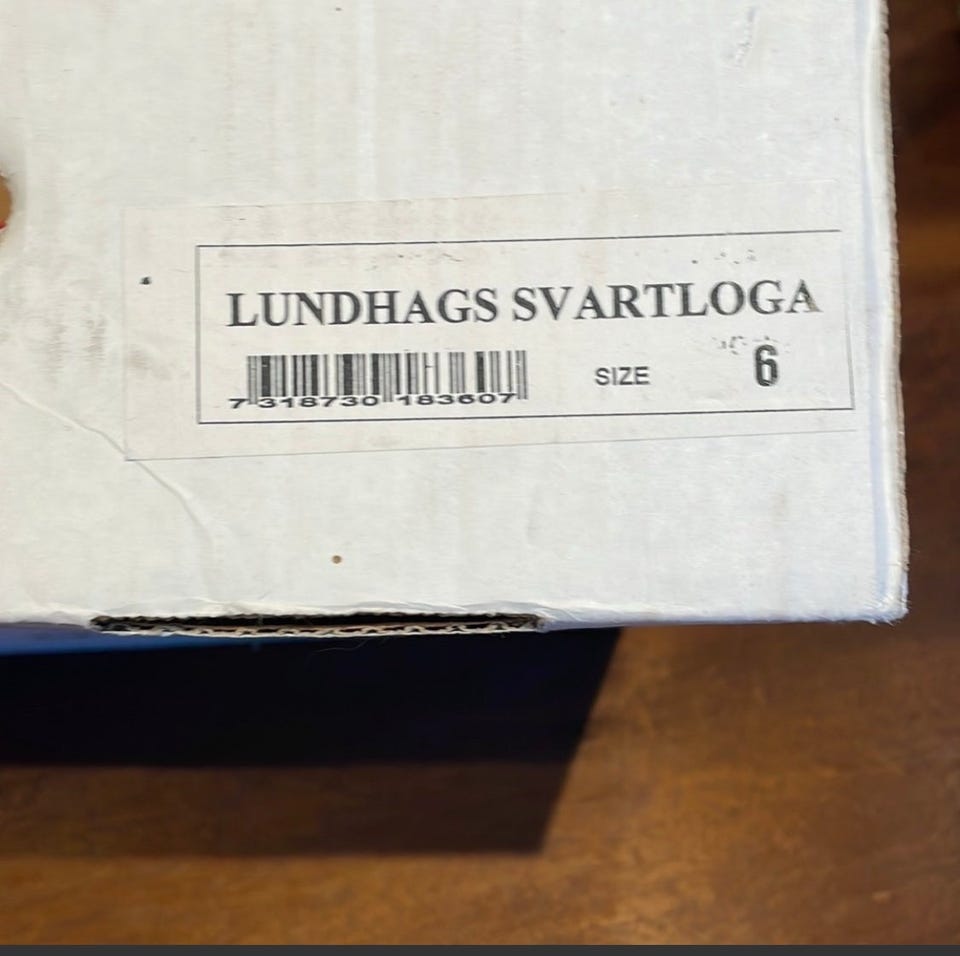 LUNDHAGS SVARTLOGA
7 318730 183607
SIZE 6